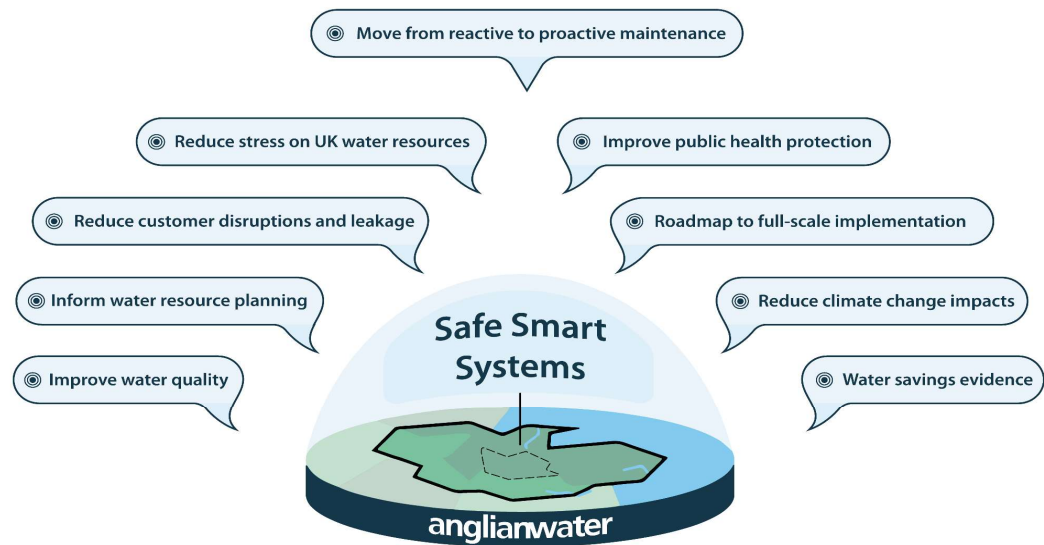 Move from reactive to proactive maintenance
Reduce stress on UK water resources
Improve public health protection
Reduce customer disruptions and leakage
Roadmap to full-scale implementation
Inform water resource planning
Reduce climate change impacts
Safe Smart
Systems
Improve water quality
Water savings evidence
anglianwater